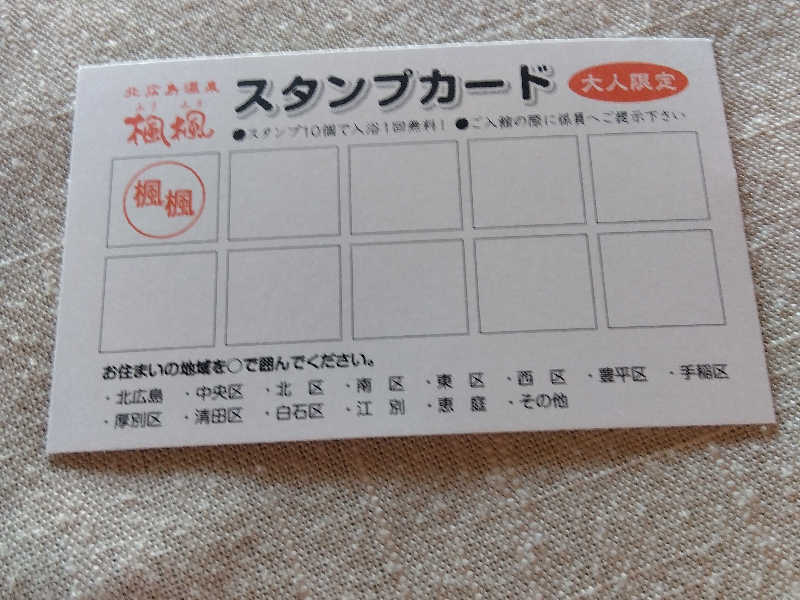 北広島温泉
ふう ふう
楓楓
スタンプカード
大人限定
●スタンプ10個で入浴1回無料! ●ご入館の際に係員へご提示下さい
楓楓
お住まいの地域を○で囲んでください。
・北広島 ・中央区 ・北 区 ・南 区 ・東 区 ・西 区 ・豊平区 ・手稲区
・厚別区 ・清田区 ・白石区 ・江 別 ・恵 庭 ・その他